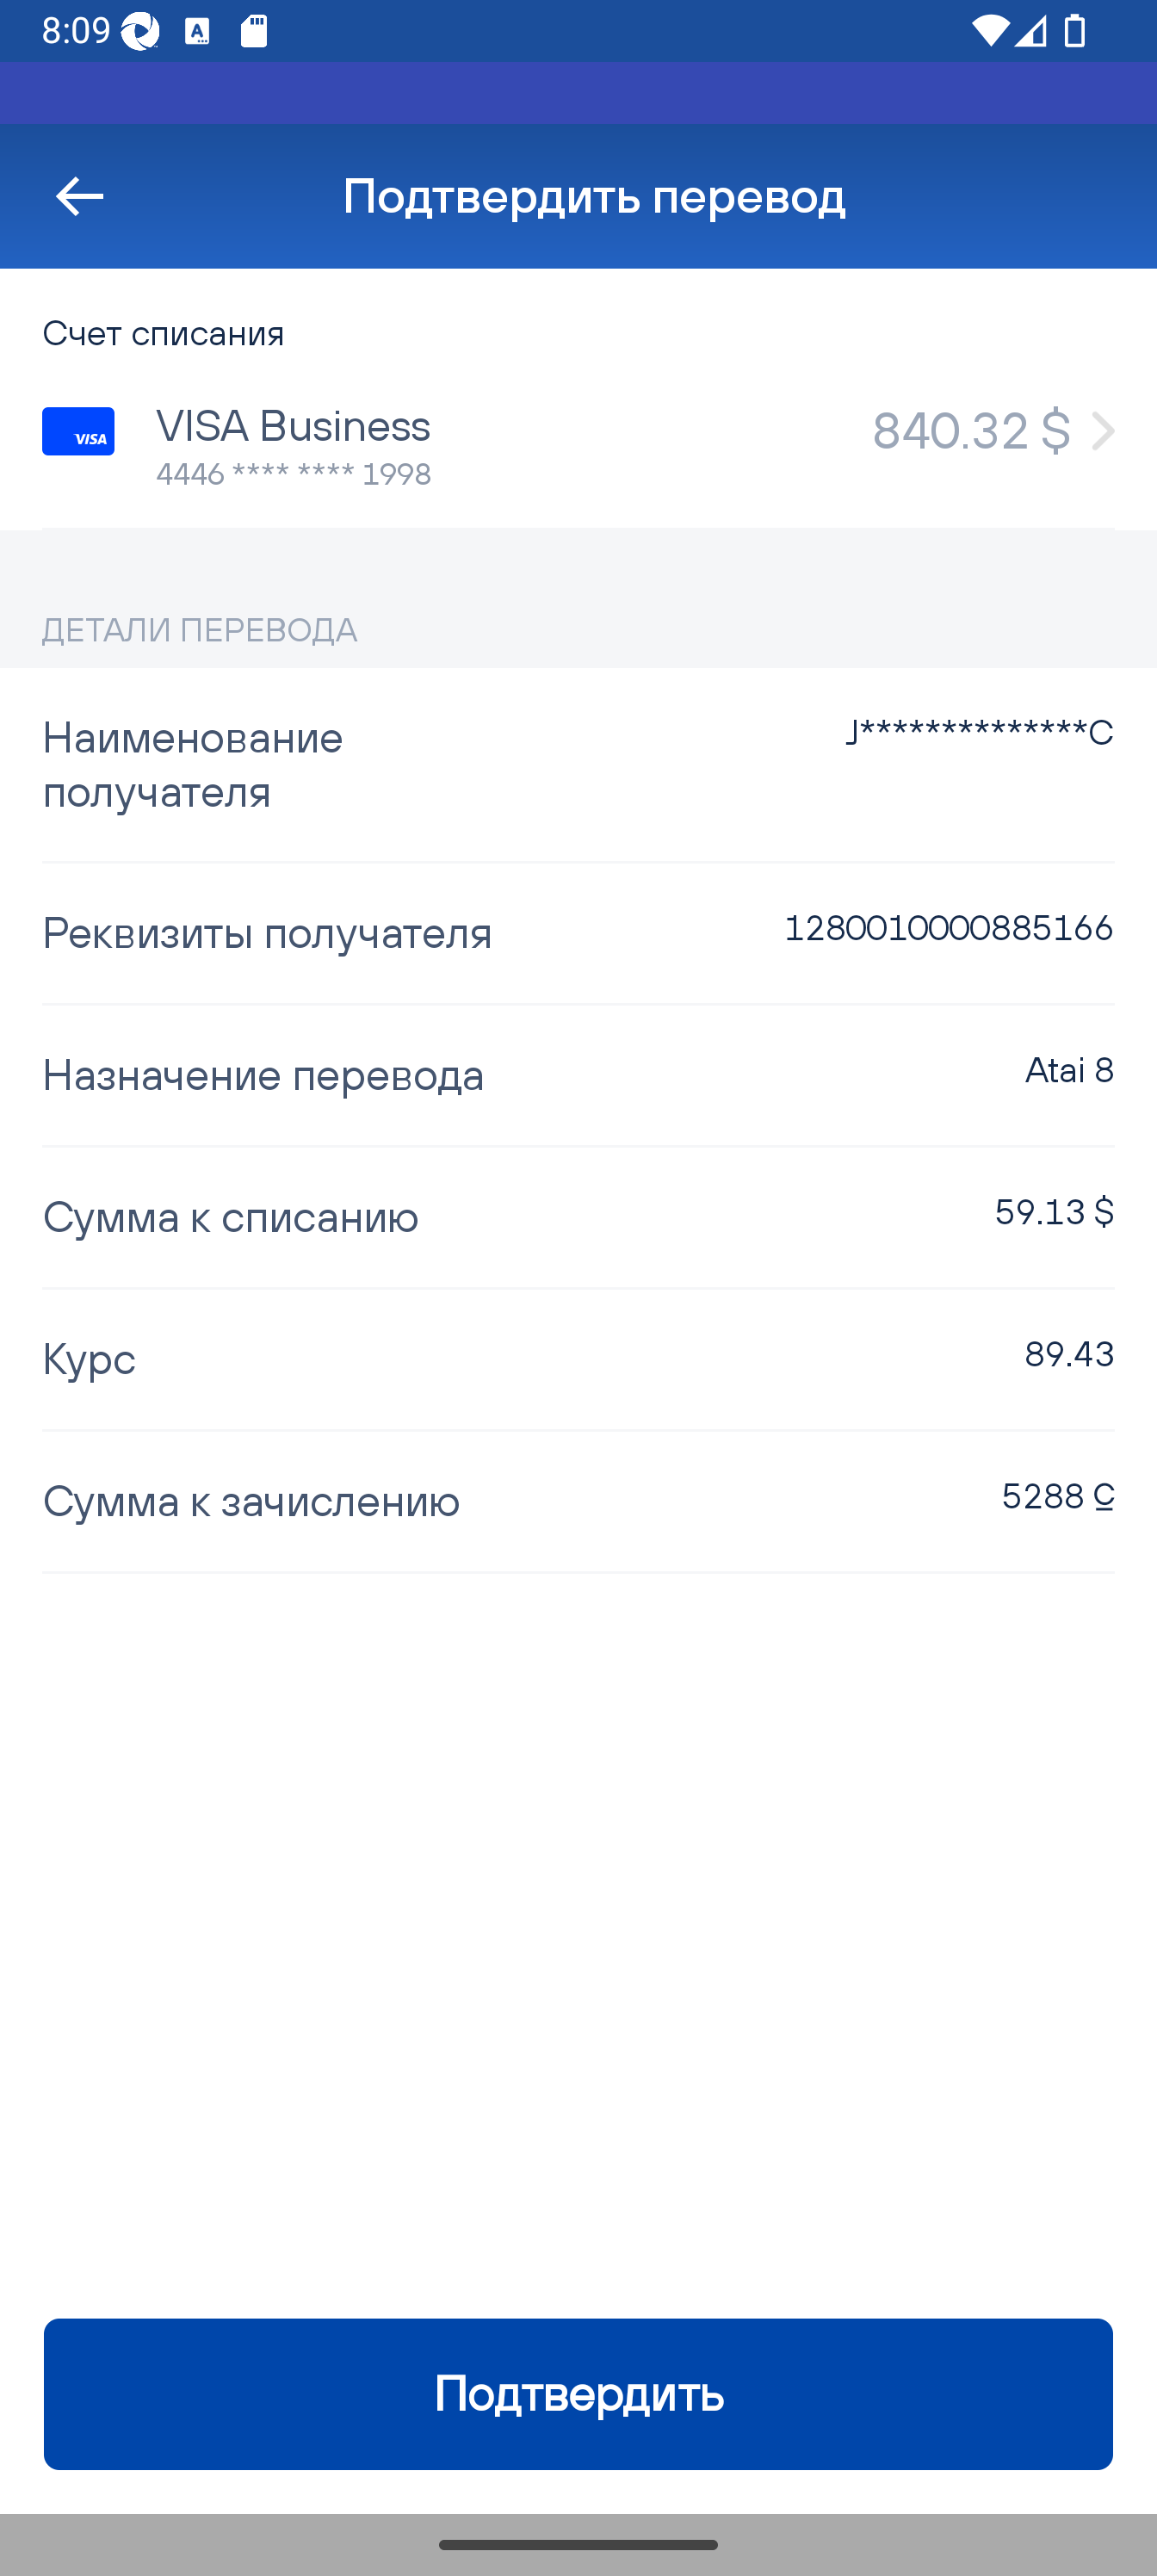 8:09
Подтвердить перевод
Счет списания
VISA
VISA Business
840.32 $
4446 **** **** 1998
ДЕТАЛИ ПЕРЕВОДА
Наименование получателя
J**************C
Реквизиты получателя
1280010000885166
Назначение перевода
Atai 8
Сумма к списанию
59.13 $
Курс
89.43
Сумма к зачислению
5288 С̲
Подтвердить